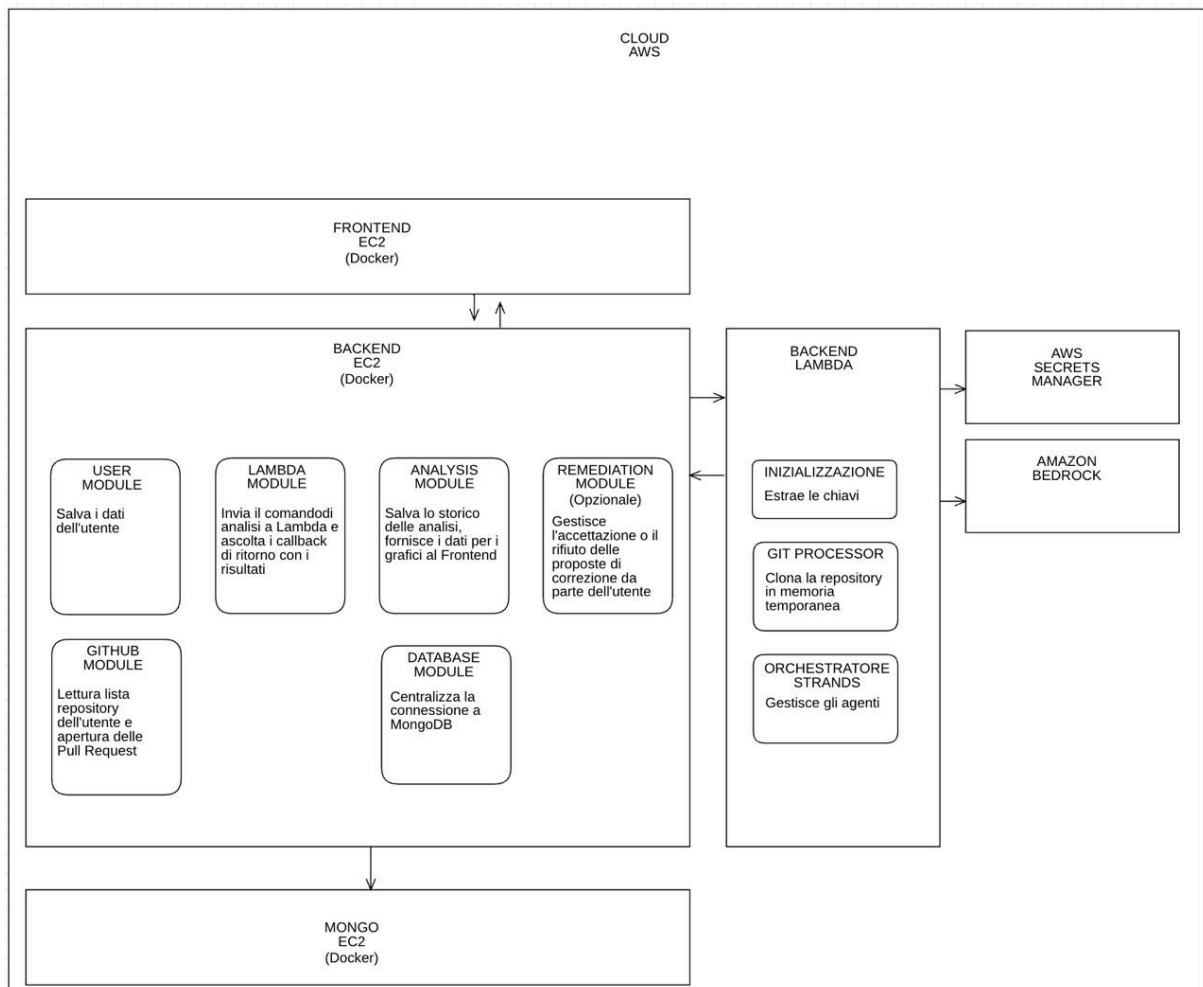 CLOUD
AWS
FRONTEND
EC2
(Docker)
BACKEND
EC2
(Docker)
USER
MODULE
Salva i dati
dell'utente
LAMBDA
MODULE
Invia il comandodi
analisi a Lambda e
ascolta i callback
di ritorno con i
risultati
ANALYSIS
MODULE
Salva lo storico
delle analisi,
fornisce i dati per i
grafici al Frontend
REMEDIATION
MODULE
(Opzionale)
Gestisce
l'accettazione o il
rifiuto delle
proposte di
correzione da
parte dell'utente
GITHUB
MODULE
Lettura lista
repository
dell'utente e
apertura delle
Pull Request
DATABASE
MODULE
Centralizza la
connessione a
MongoDB
BACKEND
LAMBDA
INIZIALIZZAZIONE
Estrae le chiavi
GIT PROCESSOR
Clona la repository
in memoria
temporanea
ORCHESTRATORE
STRANDS
Gestisce gli agenti
AWS
SECRETS
MANAGER
AMAZON
BEDROCK
MONGO
EC2
(Docker)